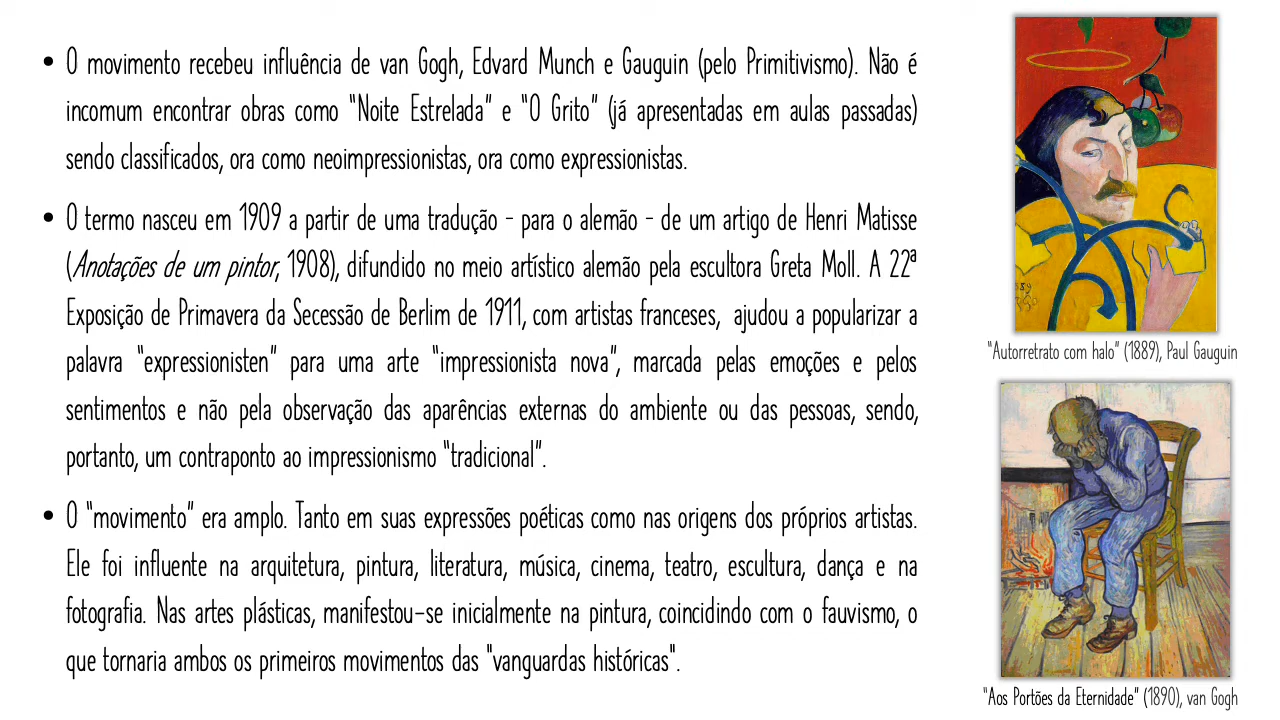 • O movimento recebeu influência de van Gogh, Edvard Munch e Gauguin (pelo Primitivismo). Não é
incomum encontrar obras como “Noite Estrelada” e “O Grito” (já apresentadas em aulas passadas)
sendo classificados, ora como neoimpressionistas, ora como expressionistas.
• O termo nasceu em 1909 a partir de uma tradução - para o alemão - de um artigo de Henri Matisse
(Anotações de um pintor, 1908), difundido no meio artístico alemão pela escultora Greta Moll. A 22ª
Exposição de Primavera da Secessão de Berlim de 1911, com artistas franceses, ajudou a popularizar a
palavra “expressionisten” para uma arte “impressionista nova”, marcada pelas emoções e pelos
sentimentos e não pela observação das aparências externas do ambiente ou das pessoas, sendo,
portanto, um contraponto ao impressionismo “tradicional”.
• O “movimento” era amplo. Tanto em suas expressões poéticas como nas origens dos próprios artistas.
Ele foi influente na arquitetura, pintura, literatura, música, cinema, teatro, escultura, dança e na
fotografia. Nas artes plásticas, manifestou-se inicialmente na pintura, coincidindo com o fauvismo, o
que tornaria ambos os primeiros movimentos das "vanguardas históricas".
“Autorretrato com halo” (1889), Paul Gauguin
“Aos Portões da Eternidade” (1890), van Gogh